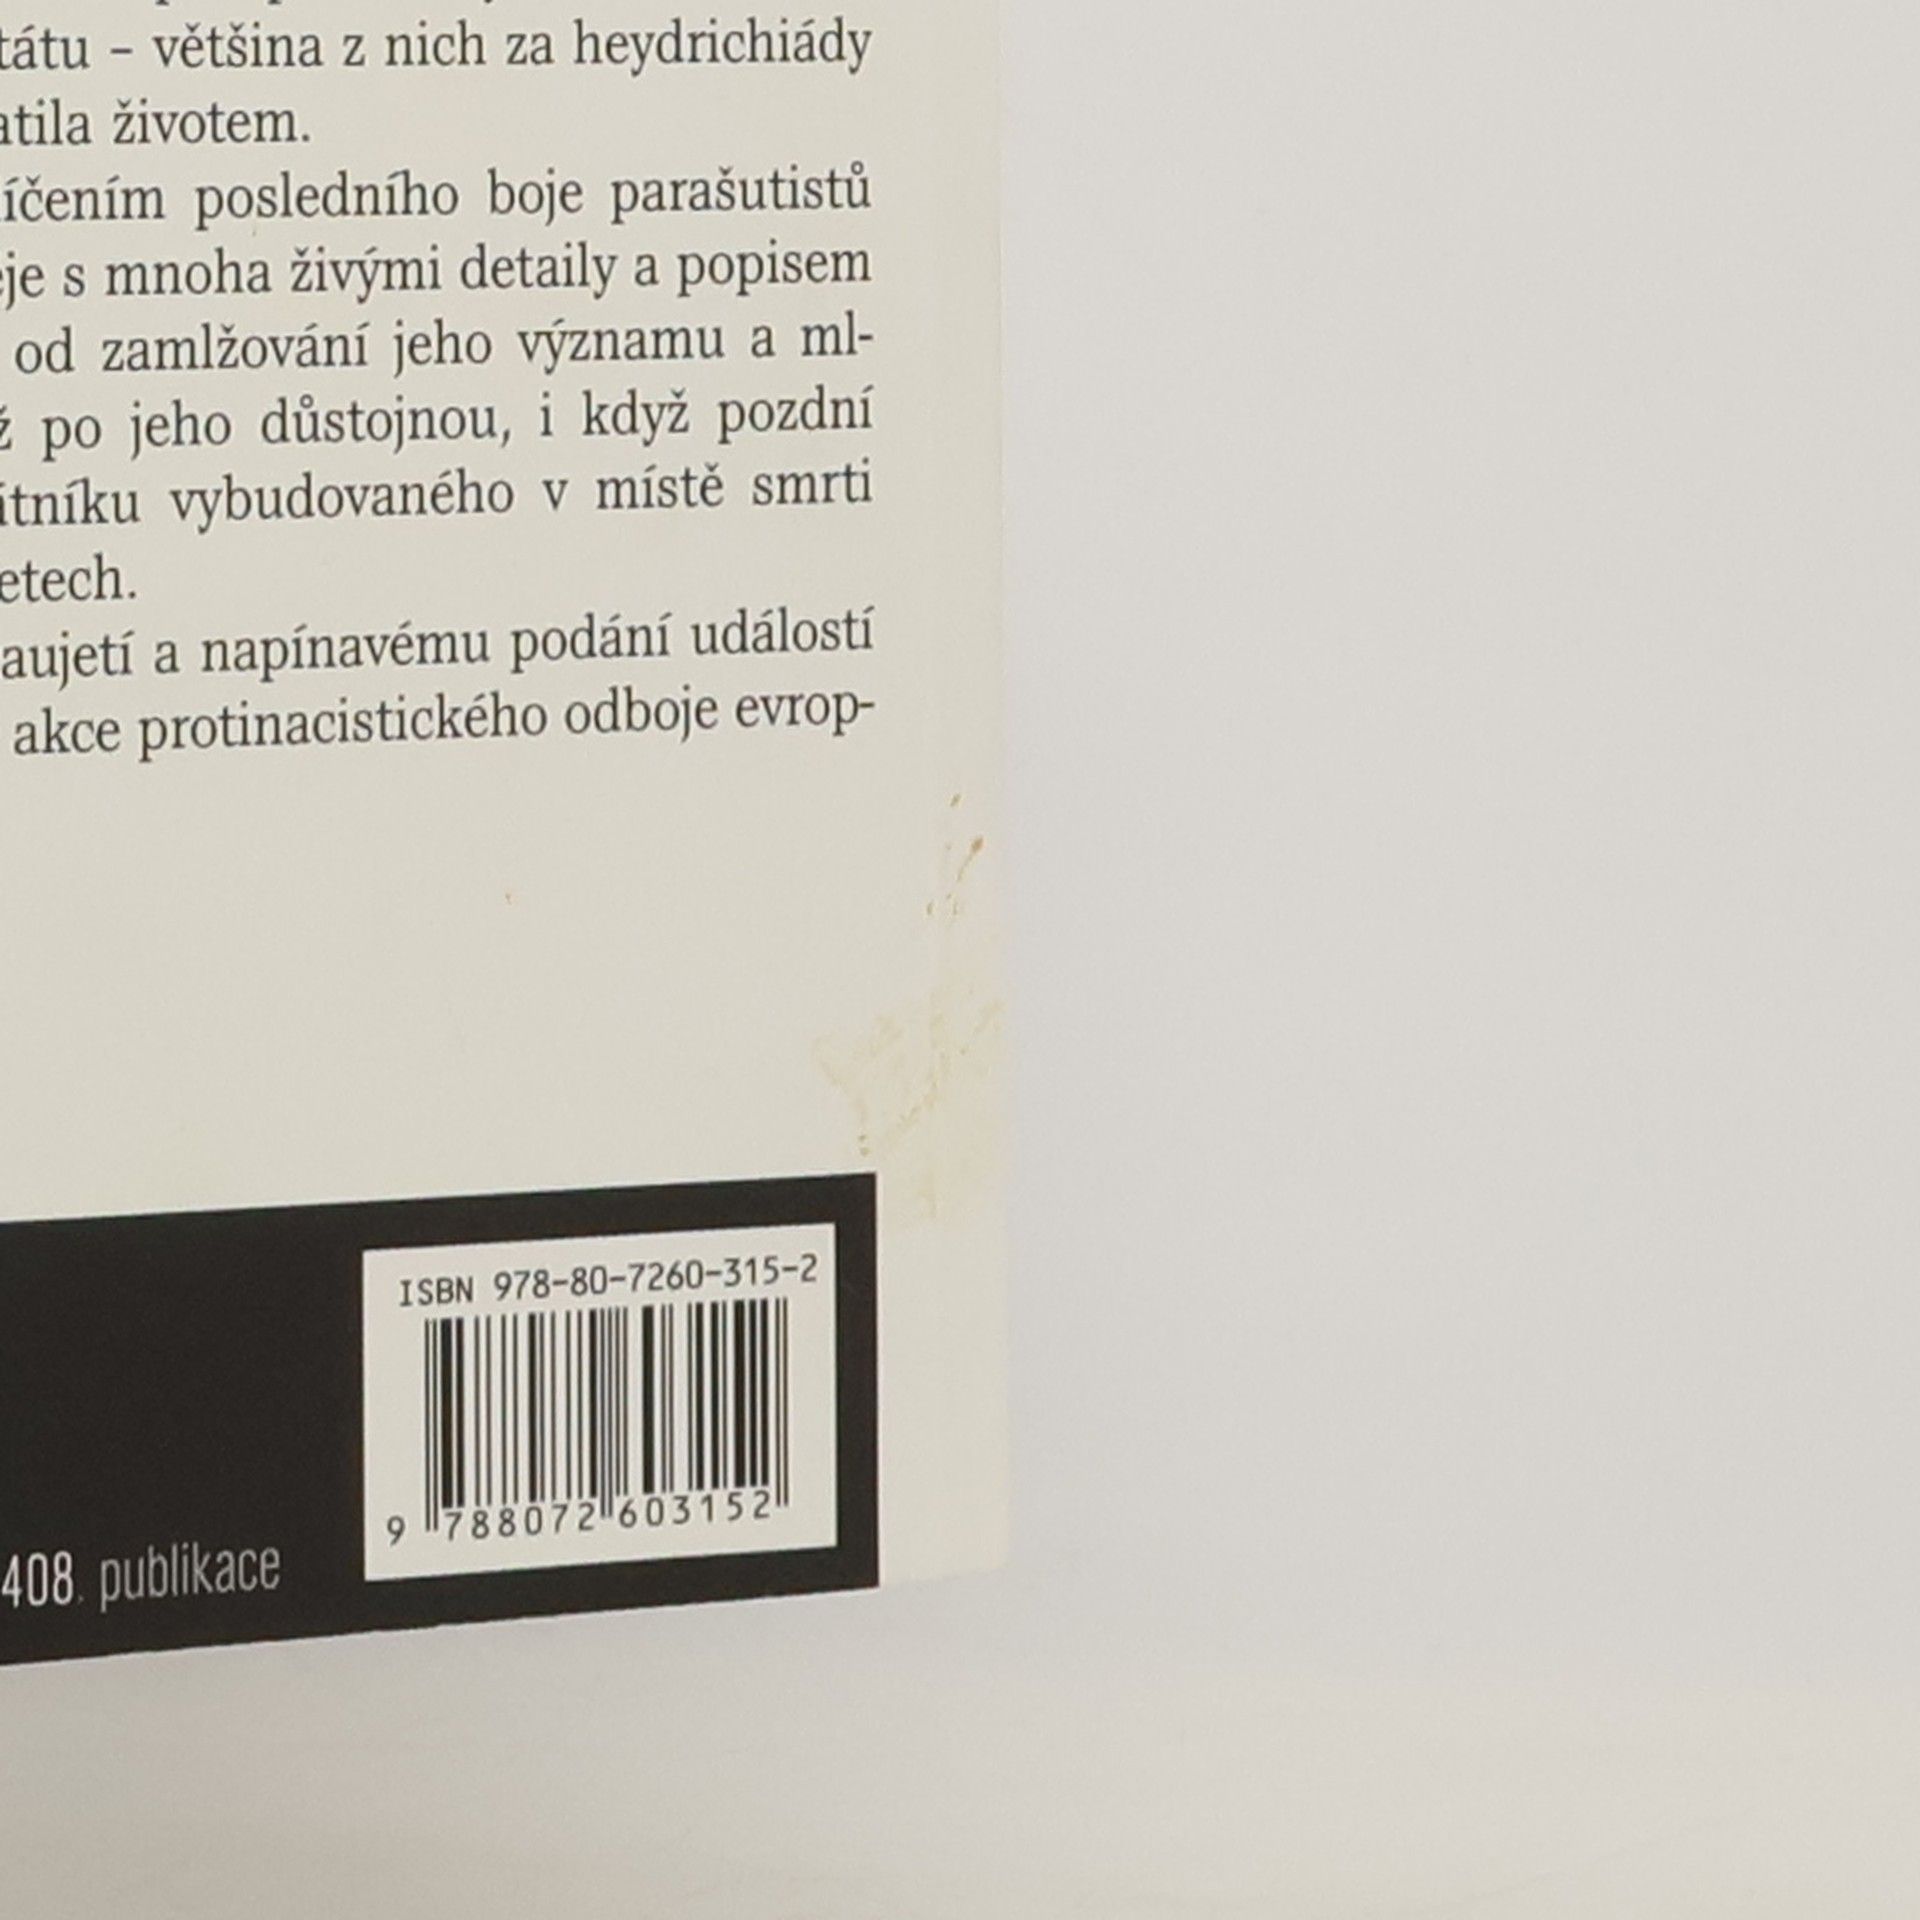 tátu – většina z nich za heydrichiády
atila životem.
íčením posledního boje parašutistů
eje s mnoha živými detaily a popisem
od zamlžování jeho významu a ml-
ž po jeho důstojnou, i když pozdní
ítníku vybudovaného v místě smrti
etech.
aujetí a napínavému podání událostí
akce protinacistického odboje evrop-
ISBN 978-80-7260-315-2
9 788072 603152
408. publikace